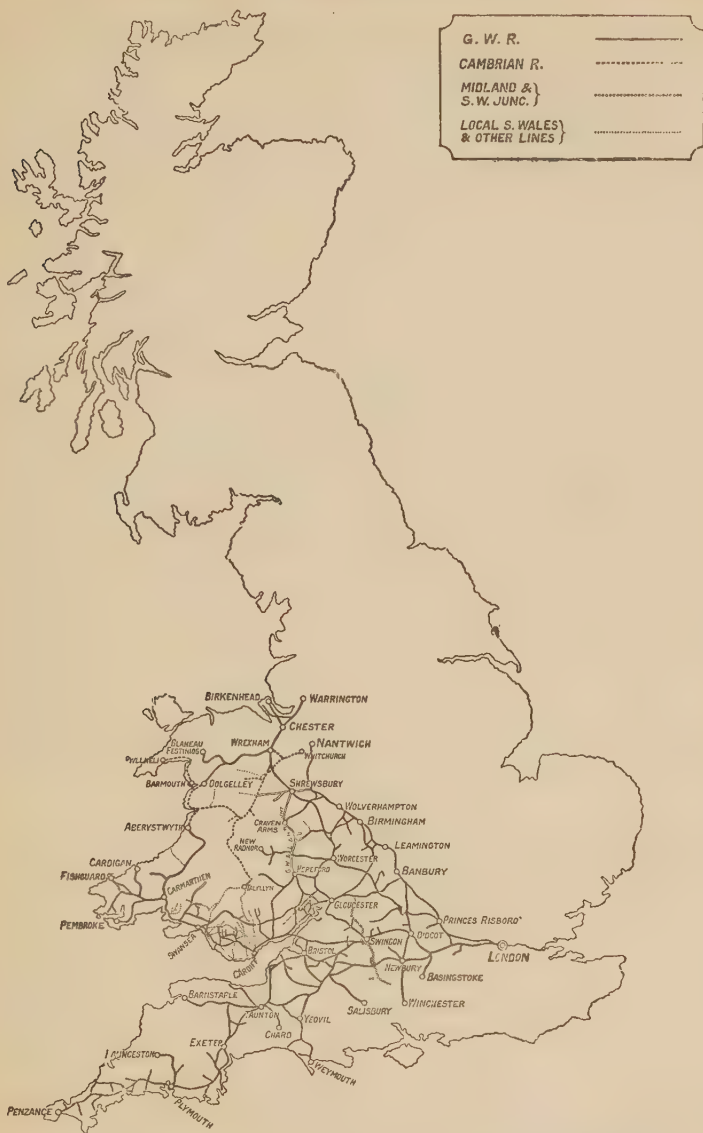 G. W. R.
CAMBRIAN R.
MIDLAND &
S.W. JUNC.
LOCAL S. WALES
& OTHER LINES
BIRKENHEAD
WARRINGTON
CHESTER
BLANEAU
FESTINIOG
WREXHAM
NANTWICH
WHITCHURCH
PWLLHELI
BARMOUTH
DOLGELLEY
SHREWSBURY
WOLVERHAMPTON
ABERYSTWYTH
CRAVEN
ARMS
BIRMINGHAM
NEW
RADNOR
LEAMINGTON
CARDIGAN
WORCESTER
FISHGUARD
HEREFORD
BANBURY
CARMARTHEN
GLOUCESTER
PEMBROKE
PRINCES RISBORO'
SWANSEA
CARDIFF
SWINDON
DIDCOT
LONDON
BRISTOL
NEWBURY
BASINGSTOKE
BARNSTAPLE
SALISBURY
WINCHESTER
TAUNTON
YEOVIL
CHARD
EXETER
LAUNCESTON
WEYMOUTH
PLYMOUTH
PENZANCE